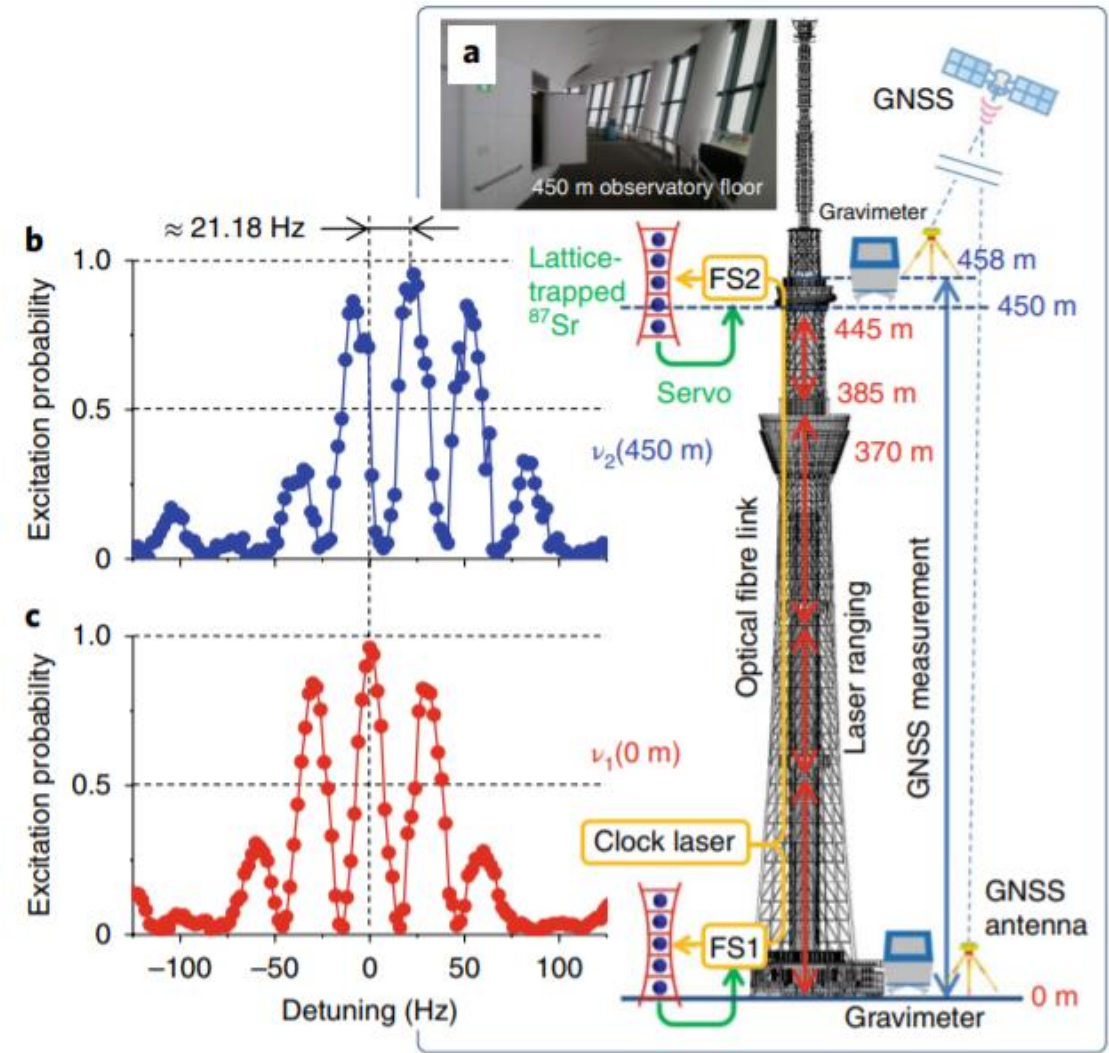 a
450 m observatory floor
GNSS
Gravimeter
458 m
450 m
445 m
385 m
370 m
Lattice-
trapped
⁸⁷Sr
FS2
Servo
b
≈ 21.18 Hz
Excitation probability
1.0
0.5
0
ν₂(450 m)
c
Excitation probability
1.0
0.5
0
−100
−50
0
50
100
Detuning (Hz)
ν₁(0 m)
Optical fibre link
Laser ranging
GNSS measurement
Clock laser
FS1
GNSS
antenna
0 m
Gravimeter